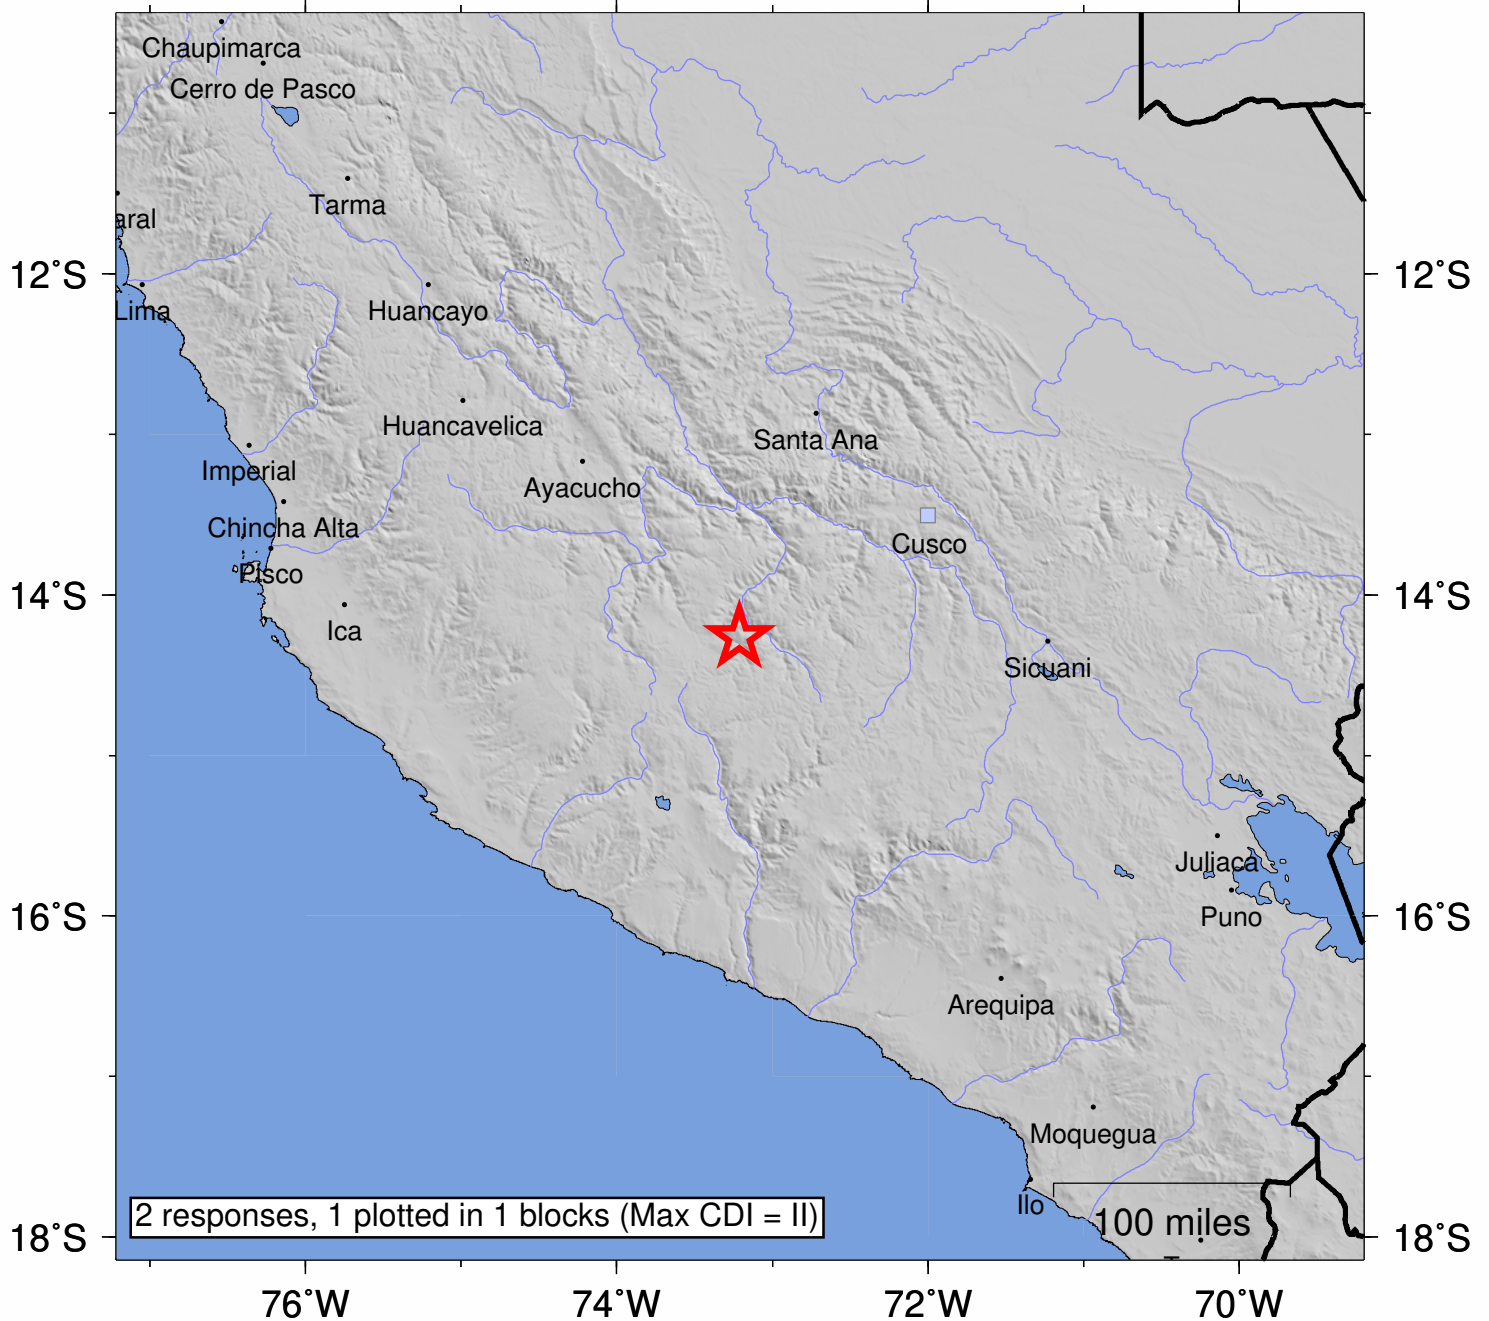 Chaupimarca
Cerro de Pasco
Tarma
aral
12°S
12°S
Lima
Huancayo
Huancavelica
Santa Ana
Imperial
Ayacucho
Chincha Alta
Cusco
Pisco
14°S
14°S
Ica
Sicuani
Juliaca
16°S
16°S
Puno
Arequipa
Moquegua
Ilo
2 responses, 1 plotted in 1 blocks (Max CDI = II)
100 miles
18°S
18°S
76°W
74°W
72°W
70°W